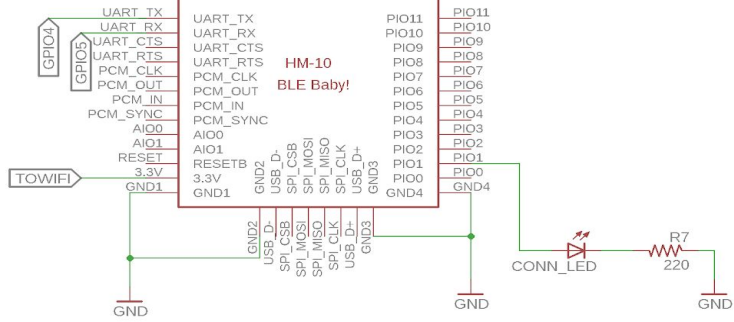 UART_TX
UART_RX
UART_CTS
UART_RTS
PCM_CLK
PCM_OUT
PCM_IN
PCM_SYNC
AIO0
AIO1
RESET
3.3V
GND1
GPIO4
GPIO5
TOWIFI
UART_TX
UART_RX
UART_CTS
UART_RTS
PCM_CLK
PCM_OUT
PCM_IN
PCM_SYNC
AIO0
AIO1
RESETB
3.3V
GND1
HM-10
BLE Baby!
GND2
USB_D-
SPI_CSB
SPI_MOSI
SPI_MISO
SPI_CLK
USB_D+
GND3
PIO11
PIO10
PIO9
PIO8
PIO7
PIO6
PIO5
PIO4
PIO3
PIO2
PIO1
PIO0
GND4
PIO11
PIO10
PIO9
PIO8
PIO7
PIO6
PIO5
PIO4
PIO3
PIO2
PIO1
PIO0
GND4
GND2
USB_D-
SPI_CSB
SPI_MOSI
SPI_MISO
SPI_CLK
USB_D+
GND3
CONN_LED
R7
220
GND
GND
GND